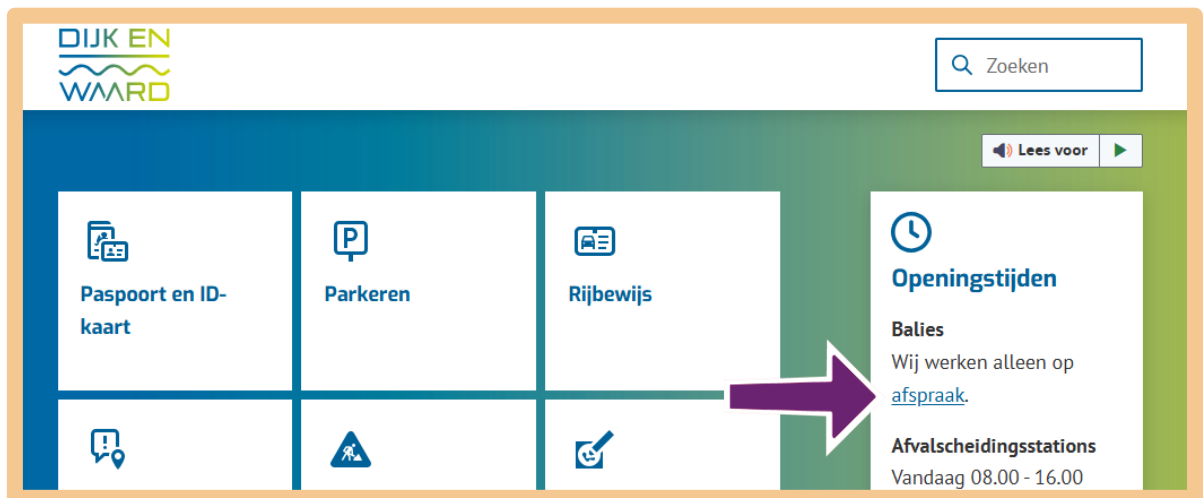 DIJK EN
WAARD
Zoeken
Lees voor
Paspoort en ID-
kaart
P
Parkeren
Rijbewijs
Openingstijden
Balies
Wij werken alleen op
afspraak.
Afvalscheidingsstations
Vandaag 08.00 - 16.00